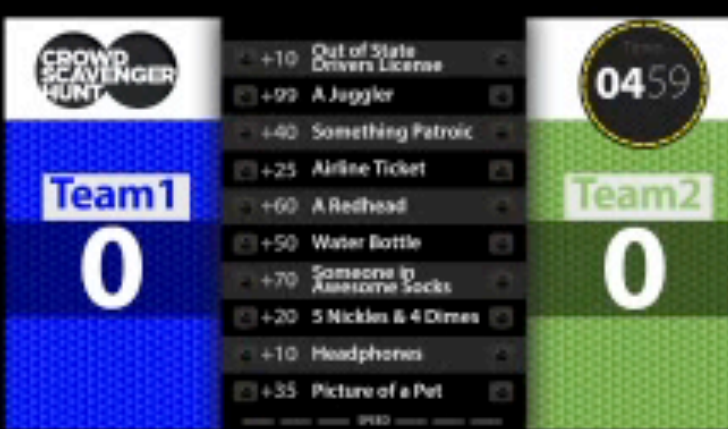 CROWD
SCAVENGER
HUNT
Team1
0
+10 Out of State
Drivers License
+99 A Juggler
+40 Something Patroic
+25 Airline Ticket
+60 A Redhead
+50 Water Bottle
+70 Someone in
Awesome Socks
+20 5 Nickles & 4 Dimes
+10 Headphones
+35 Picture of a Pet
04 59
Team2
0